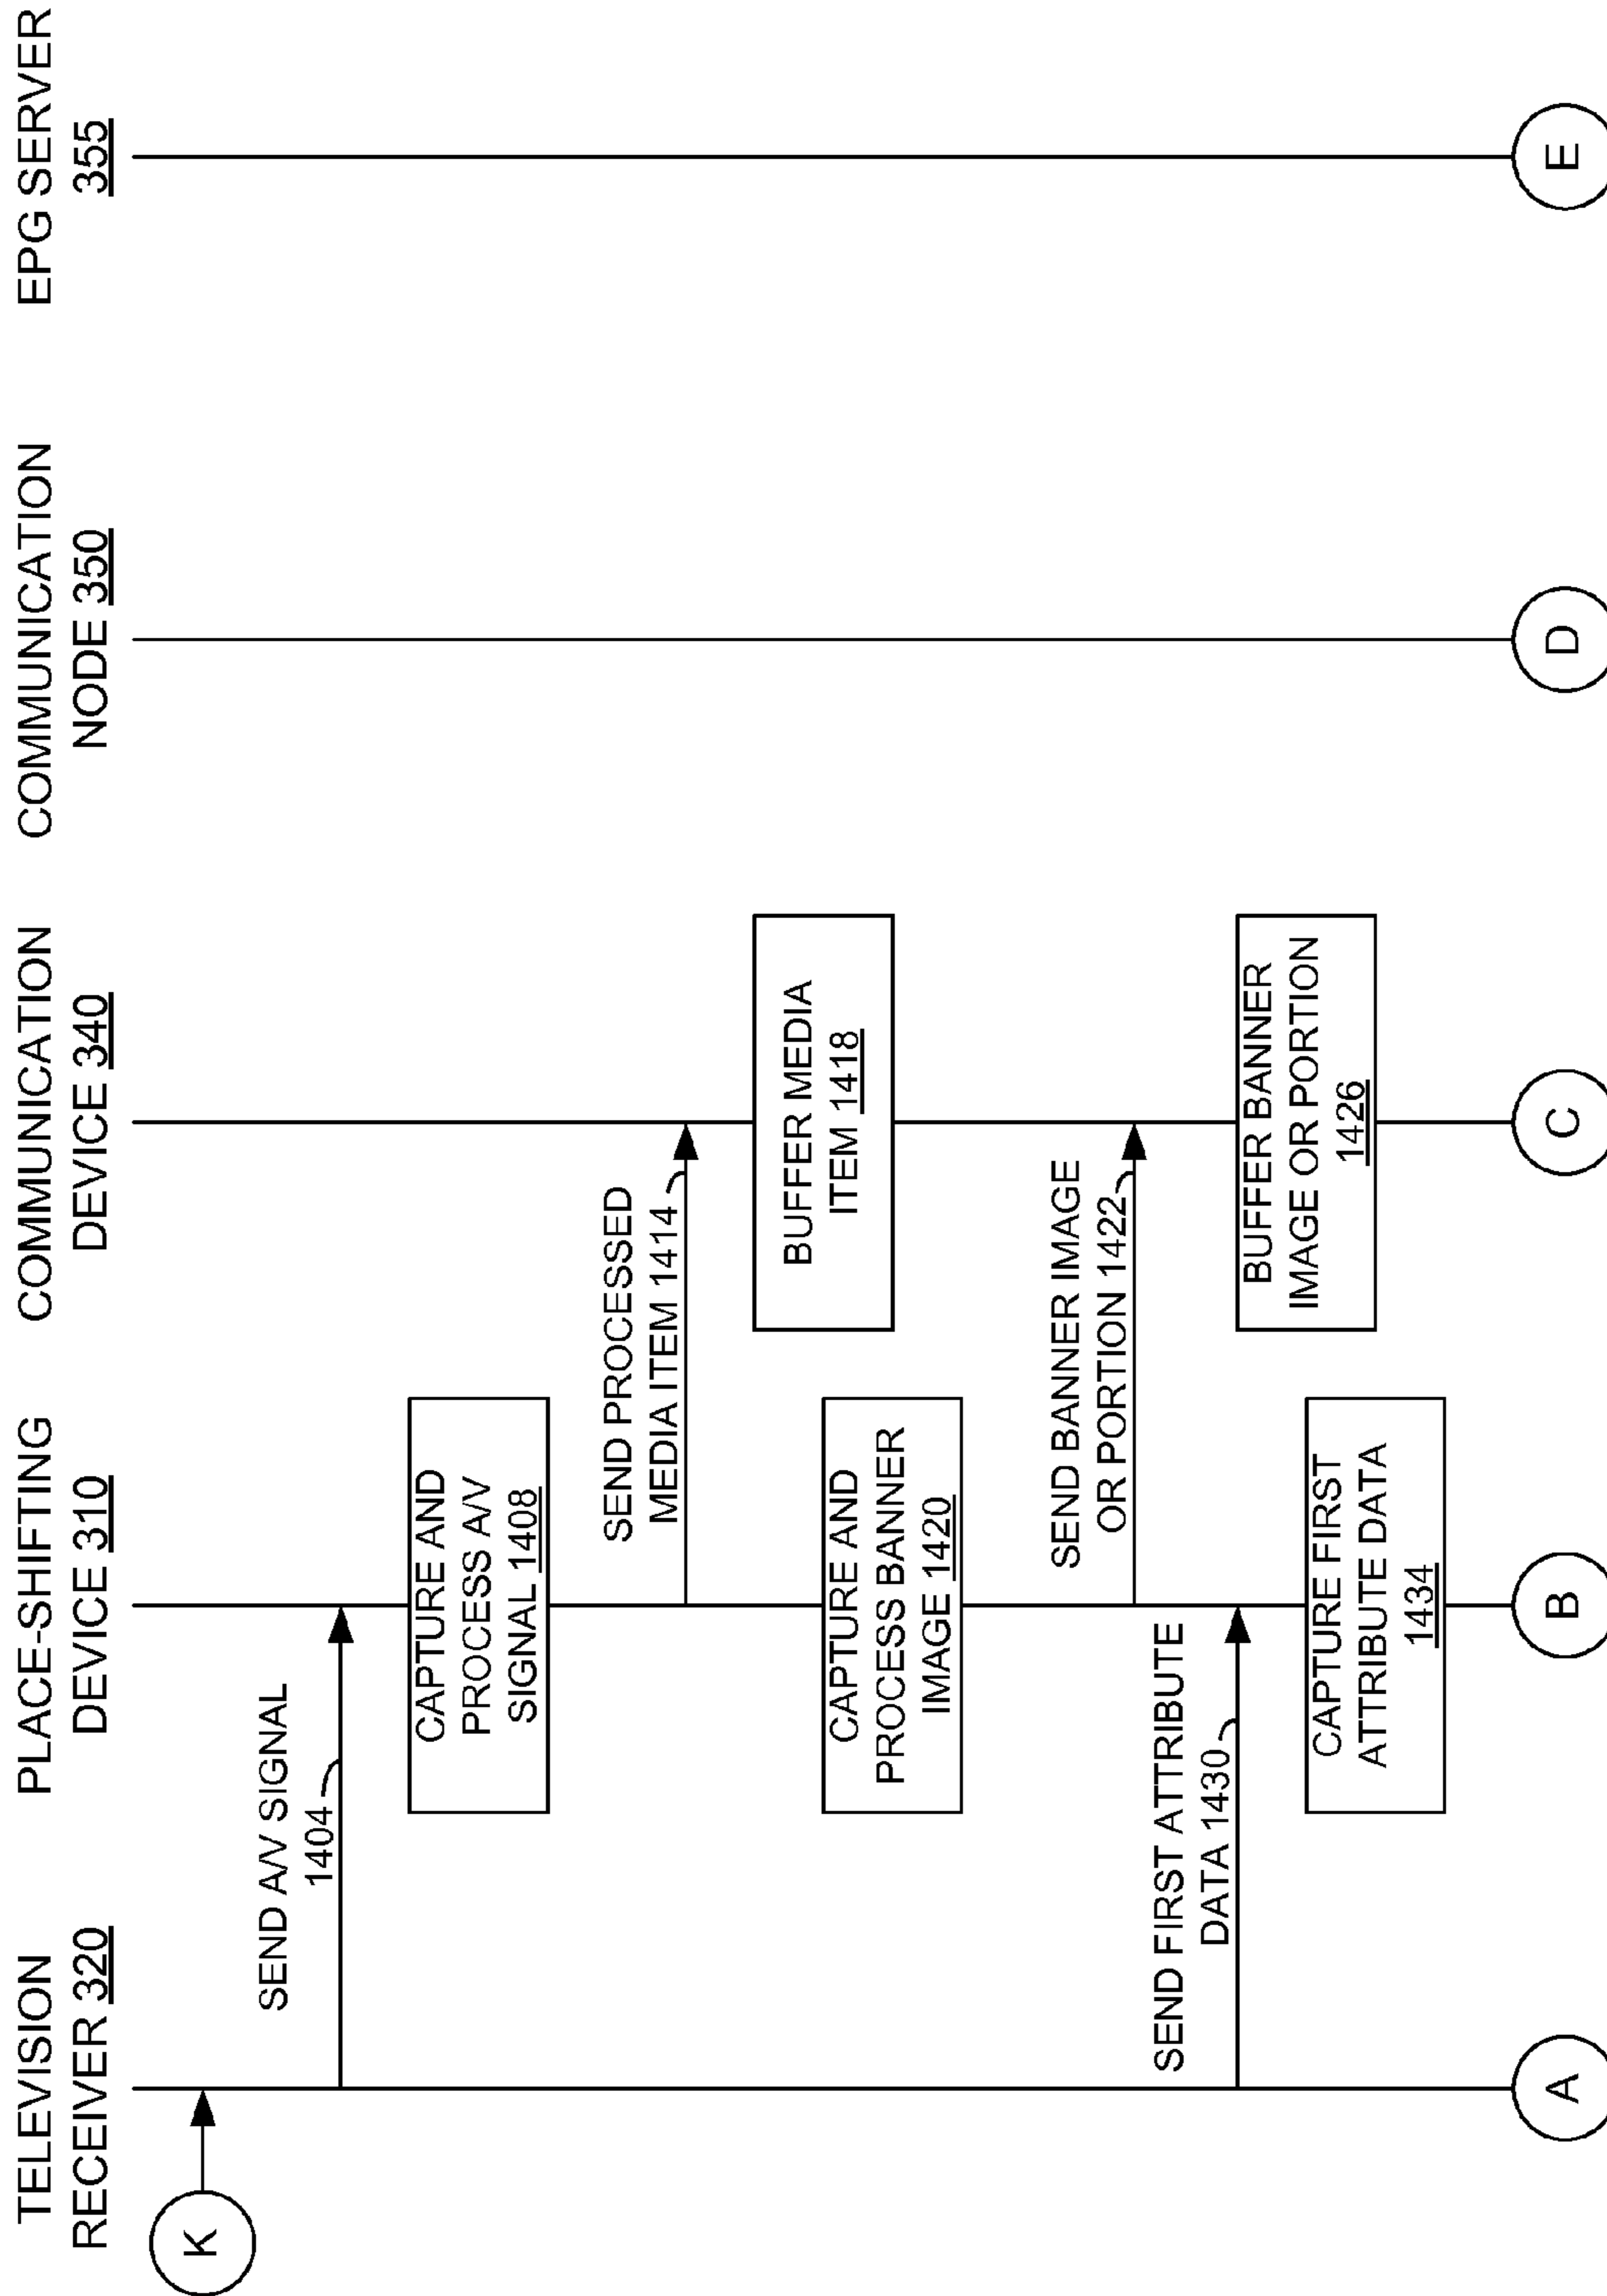 TELEVISION
RECEIVER 320
PLACE-SHIFTING
DEVICE 310
COMMUNICATION
DEVICE 340
COMMUNICATION
NODE 350
EPG SERVER
355
K
SEND A/V SIGNAL
1404
CAPTURE AND
PROCESS A/V
SIGNAL 1408
SEND PROCESSED
MEDIA ITEM 1414
BUFFER MEDIA
ITEM 1418
CAPTURE AND
PROCESS BANNER
IMAGE 1420
SEND BANNER IMAGE
OR PORTION 1422
SEND FIRST ATTRIBUTE
DATA 1430
BUFFER BANNER
IMAGE OR PORTION
1426
CAPTURE FIRST
ATTRIBUTE DATA
1434
A
B
C
D
E